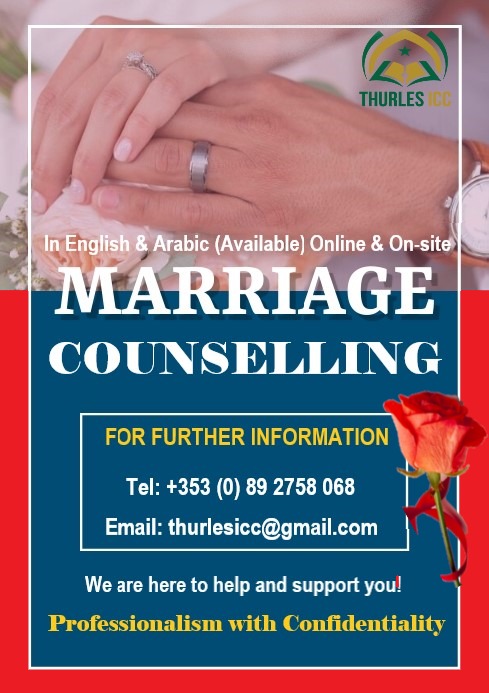 THURLES ICC
In English & Arabic (Available) Online & On-site
MARRIAGE
COUNSELLING
FOR FURTHER INFORMATION
Tel: +353 (0) 89 2758 068
Email: thurlesicc@gmail.com
We are here to help and support you!
Professionalism with Confidentiality